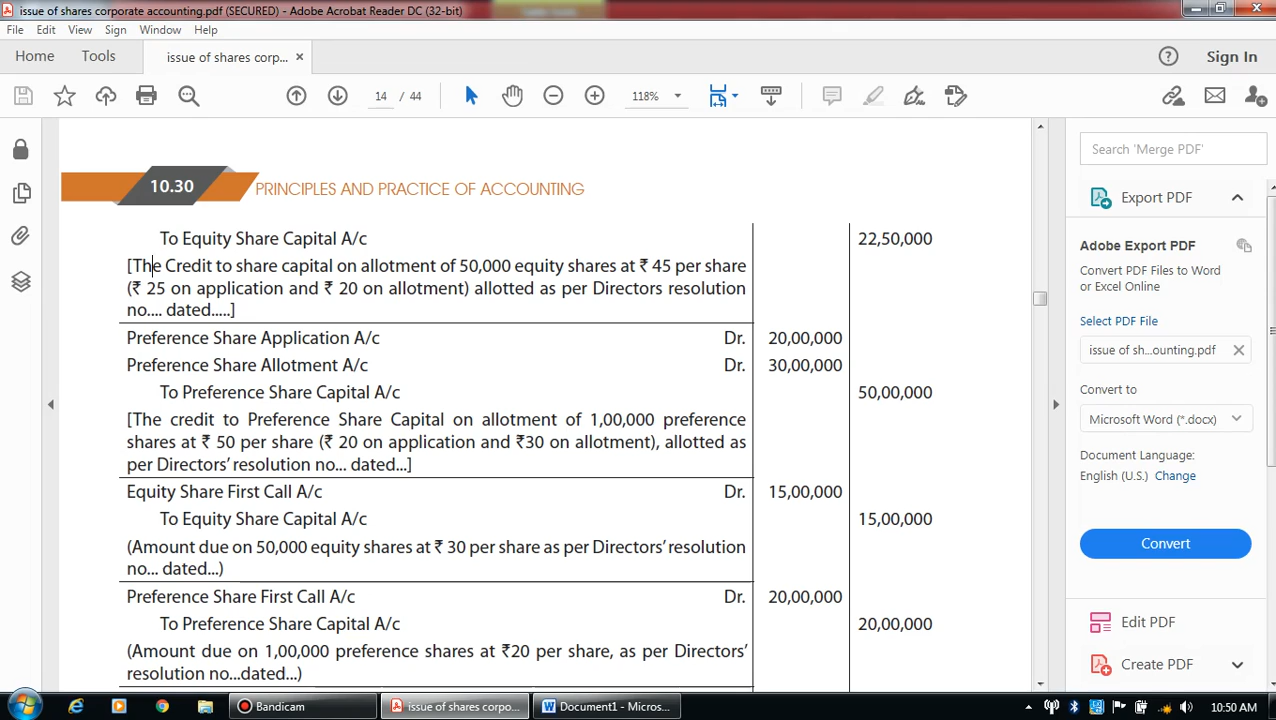 issue of shares corporate accounting.pdf (SECURED) - Adobe Acrobat Reader DC (32-bit)
File Edit View Sign Window Help
Home Tools issue of shares corp... ×
Sign In
14 / 44 118%
Search 'Merge PDF'
10.30 PRINCIPLES AND PRACTICE OF ACCOUNTING
Export PDF
To Equity Share Capital A/c 22,50,000
[The Credit to share capital on allotment of 50,000 equity shares at ₹ 45 per share
(₹ 25 on application and ₹ 20 on allotment) allotted as per Directors resolution
no.... dated.....]
Preference Share Application A/c Dr. 20,00,000
Preference Share Allotment A/c Dr. 30,00,000
To Preference Share Capital A/c 50,00,000
[The credit to Preference Share Capital on allotment of 1,00,000 preference
shares at ₹ 50 per share (₹ 20 on application and ₹30 on allotment), allotted as
per Directors’ resolution no... dated...]
Equity Share First Call A/c Dr. 15,00,000
To Equity Share Capital A/c 15,00,000
(Amount due on 50,000 equity shares at ₹ 30 per share as per Directors’ resolution
no... dated...)
Preference Share First Call A/c Dr. 20,00,000
To Preference Share Capital A/c 20,00,000
(Amount due on 1,00,000 preference shares at ₹20 per share, as per Directors’
resolution no...dated...)
Adobe Export PDF
Convert PDF Files to Word
or Excel Online
Select PDF File
issue of sh...ounting.pdf ×
Convert to
Microsoft Word (*.docx)
Document Language:
English (U.S.) Change
Convert
Edit PDF
Create PDF
Bandicam
issue of shares corpo...
Document1 - Micros...
10:50 AM